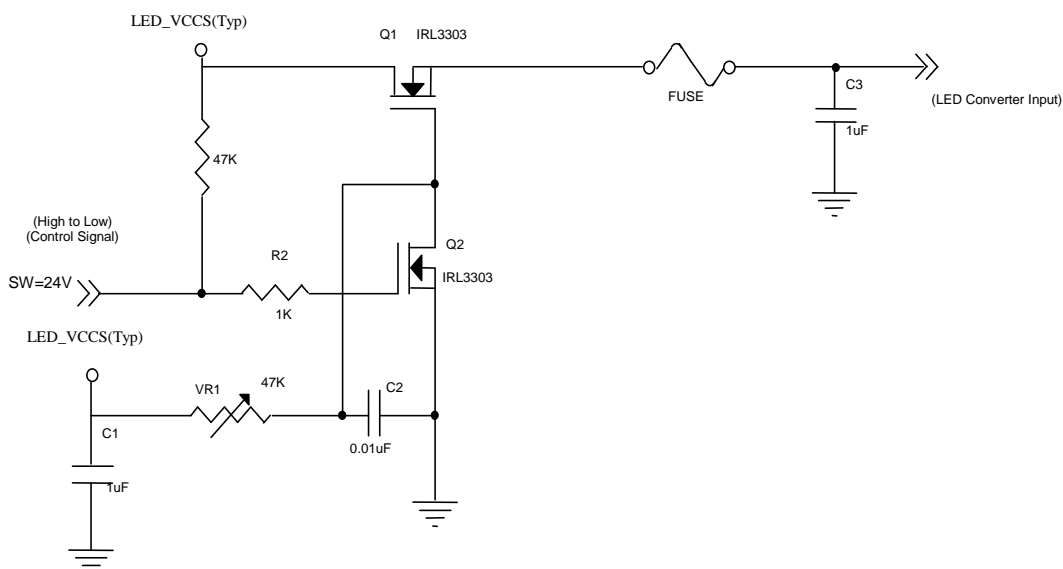 LED_VCCS(Typ)
Q1 IRL3303
FUSE
C3
(LED Converter Input)
1uF
47K
(High to Low)
(Control Signal)
R2
Q2
IRL3303
SW=24V
1K
LED_VCCS(Typ)
VR1
47K
C2
C1
0.01uF
1uF